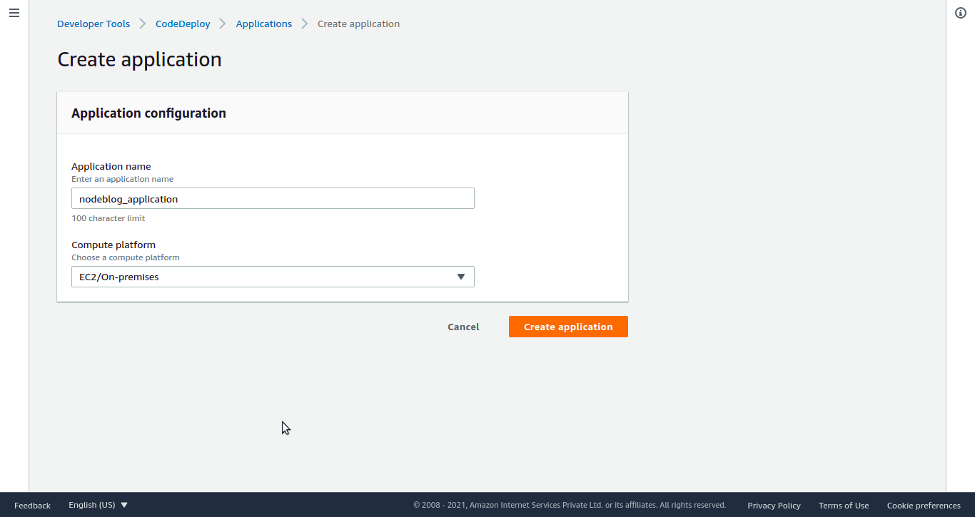 Developer Tools > CodeDeploy > Applications > Create application
Create application
Application configuration
Application name
Enter an application name
nodeblog_application
100 character limit
Compute platform
Choose a compute platform
EC2/On-premises
Cancel Create application
Feedback English (US) © 2008 - 2021, Amazon Internet Services Private Ltd. or its affiliates. All rights reserved. Privacy Policy Terms of Use Cookie preferences